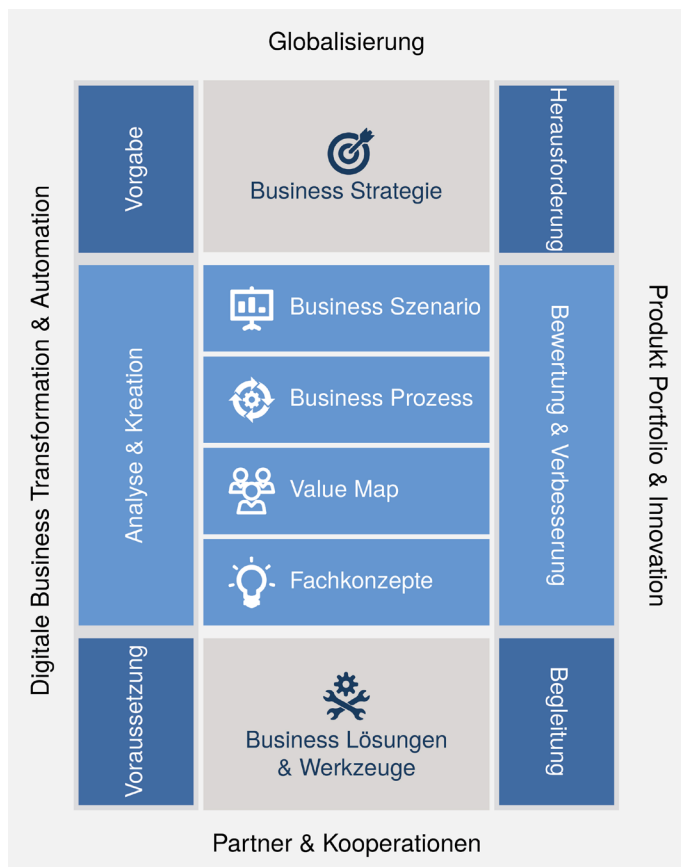 Globalisierung
Digitale Business Transformation & Automation
Vorgabe
Business Strategie
Herausforderung
Analyse & Kreation
Business Szenario
Business Prozess
Value Map
Fachkonzepte
Bewertung & Verbesserung
Produkt Portfolio & Innovation
Voraussetzung
Business Lösungen
& Werkzeuge
Begleitung
Partner & Kooperationen